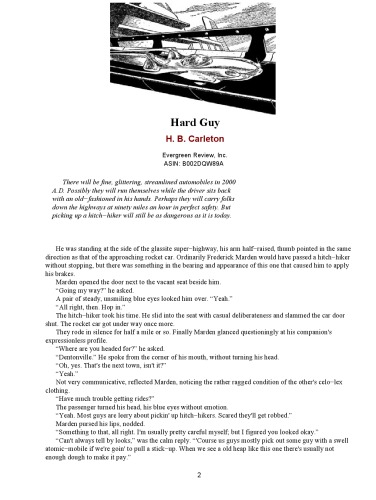 Hard Guy
H. B. Carleton
Evergreen Review, Inc.
ASIN: B002DQW89A
There will be fine, glittering, streamlined automobiles in 2000
A.D. Possibly they will run themselves while the driver sits back
with an old−fashioned in his hands. Perhaps they will carry folks
down the highways at ninety miles an hour in perfect safety. But
picking up a hitch−hiker will still be as dangerous as it is today.
He was standing at the side of the glassite super−highway, his arm half−raised, thumb pointed in the same
direction as that of the approaching rocket car. Ordinarily Frederick Marden would have passed a hitch−hiker
without stopping, but there was something in the bearing and appearance of this one that caused him to apply
his brakes.
Marden opened the door next to the vacant seat beside him.
“Going my way?” he asked.
A pair of steady, unsmiling blue eyes looked him over. “Yeah.”
“All right, then. Hop in.”
The hitch−hiker took his time. He slid into the seat with casual deliberateness and slammed the car door
shut. The rocket car got under way once more.
They rode in silence for half a mile or so. Finally Marden glanced questioningly at his companion's
expressionless profile.
“Where are you headed for?” he asked.
“Dentonville.” He spoke from the corner of his mouth, without turning his head.
“Oh, yes. That's the next town, isn't it?”
“Yeah.”
Not very communicative, reflected Marden, noticing the rather ragged condition of the other's celo−lex
clothing.
“Have much trouble getting rides?”
The passenger turned his head, his blue eyes without emotion.
“Yeah. Most guys are leery about pickin' up hitch−hikers. Scared they'll get robbed.”
Marden pursed his lips, nodded.
“Something to that, all right. I'm usually pretty careful myself; but I figured you looked okay.”
“Can't always tell by looks,” was the calm reply. “'Course us guys mostly pick out some guy with a swell
atomic−mobile if we're goin' to pull a stick−up. When we see a old heap like this one there's usually not
enough dough to make it pay.”
2